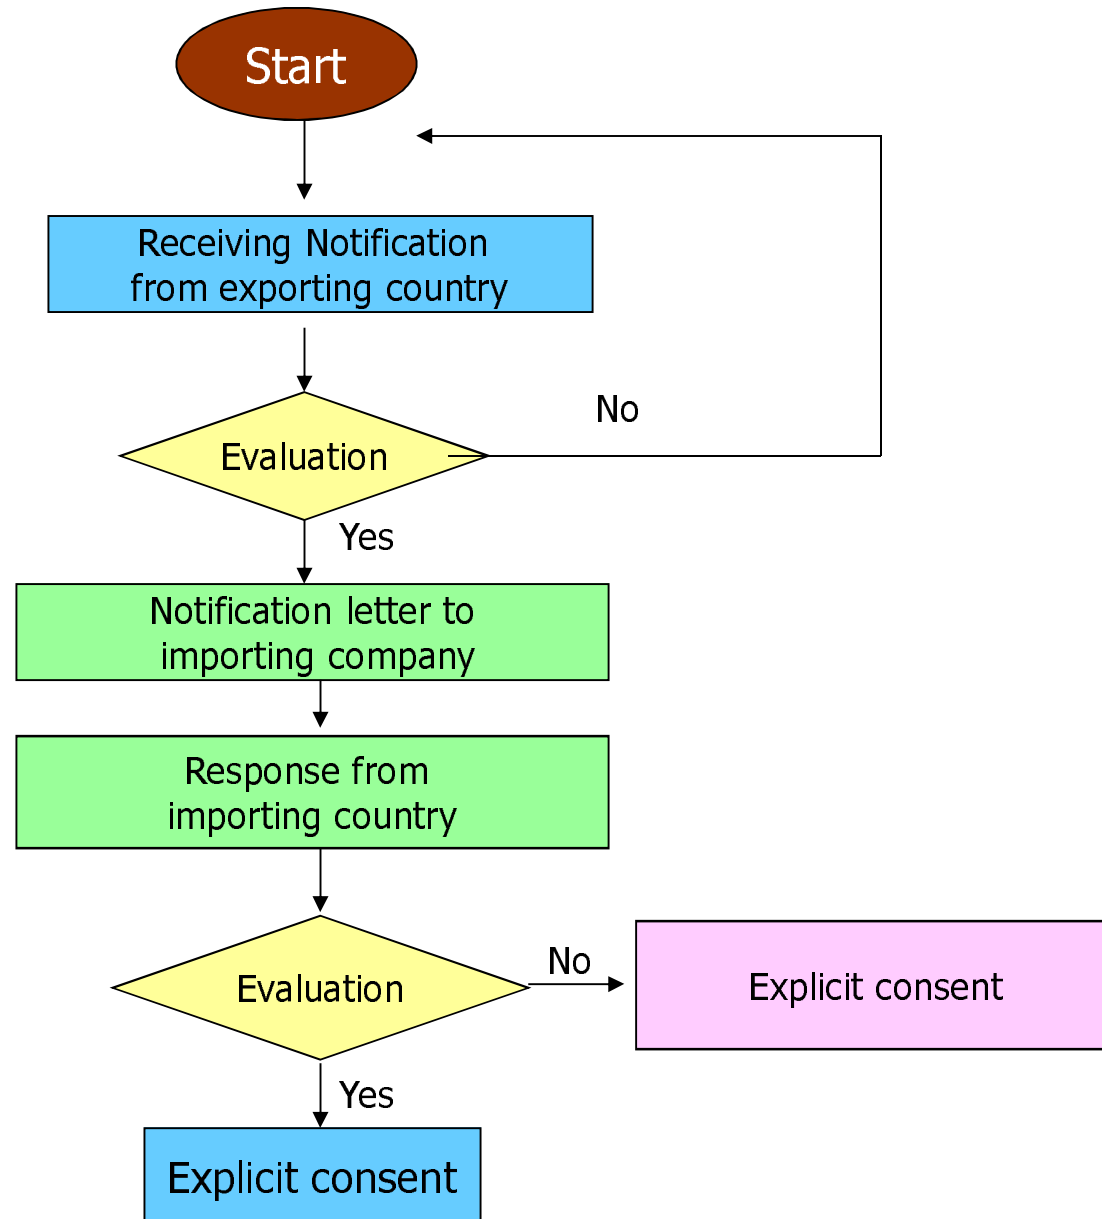 Start
Receiving Notification
from exporting country
No
Evaluation
Yes
Notification letter to
importing company
Response from
importing country
No
Evaluation
Explicit consent
Yes
Explicit consent